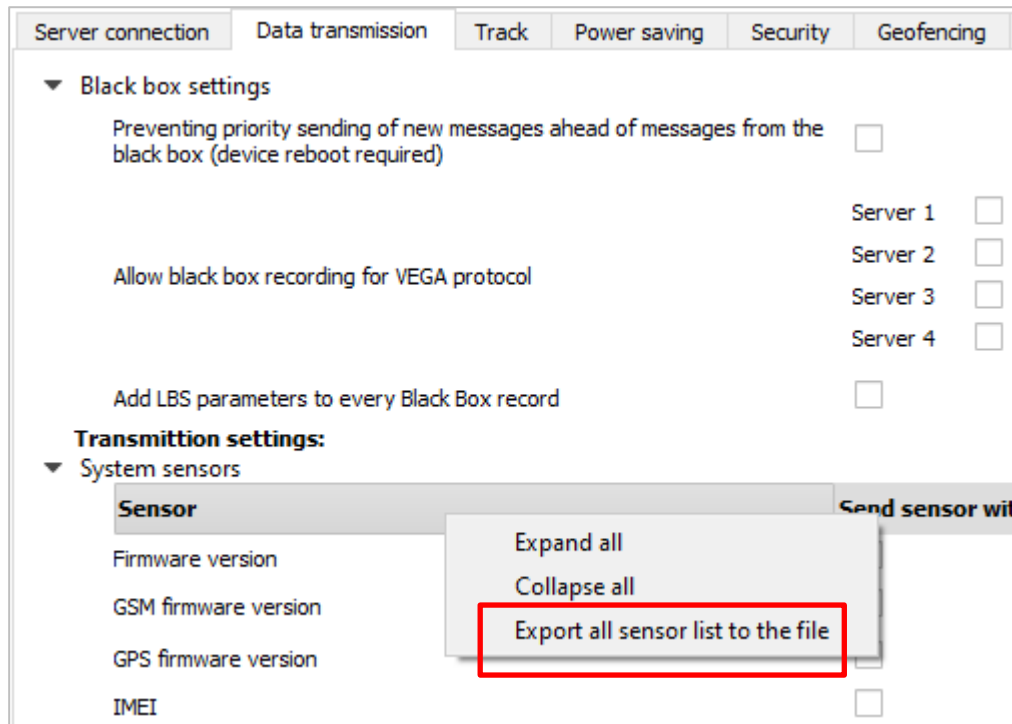 Server connection Data transmission Track Power saving Security Geofencing
Black box settings
Preventing priority sending of new messages ahead of messages from the
black box (device reboot required)
Server 1
Server 2
Allow black box recording for VEGA protocol
Server 3
Server 4
Add LBS parameters to every Black Box record
Transmittion settings:
System sensors
Sensor Send sensor wit
Expand all
Firmware version
Collapse all
GSM firmware version
Export all sensor list to the file
GPS firmware version
IMEI